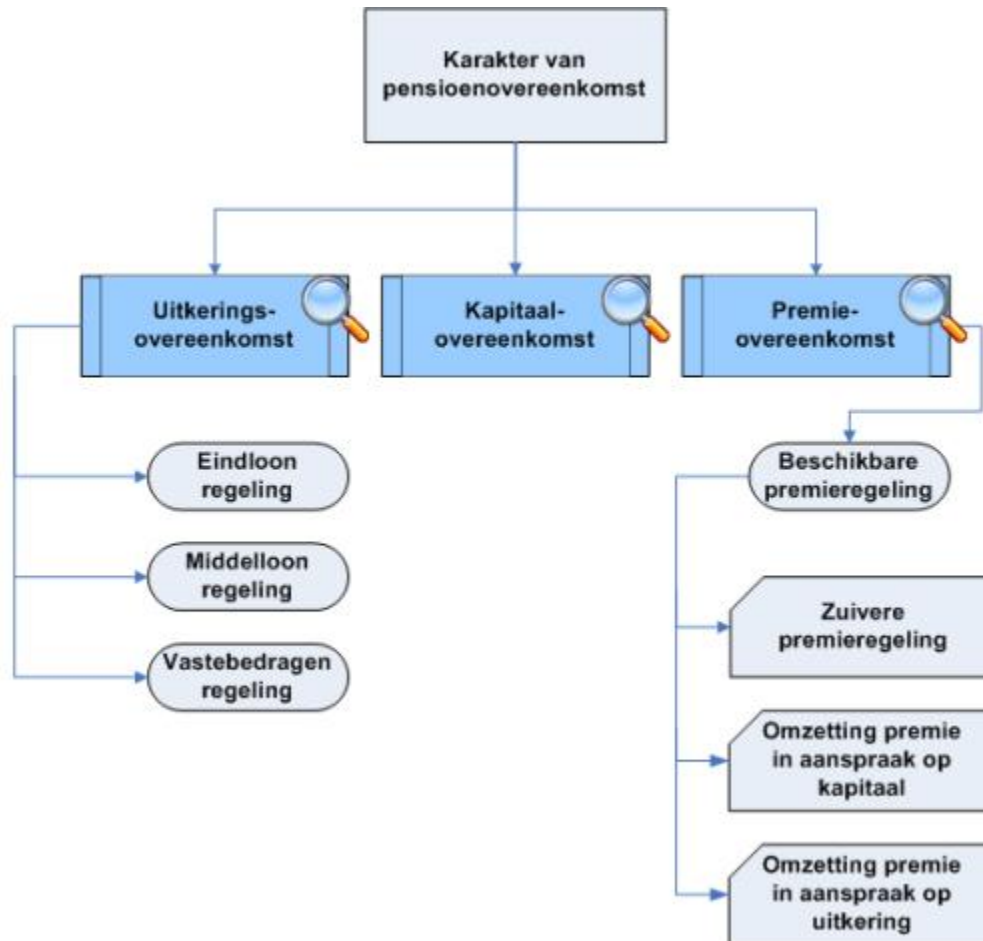 Karakter van
pensioenovereenkomst
Uitkerings-
overeenkomst
Kapitaal-
overeenkomst
Premie-
overeenkomst
Eindloon
regeling
Middelloon
regeling
Vastebedragen
regeling
Beschikbare
premieregeling
Zuivere
premieregeling
Omzetting premie
in aanspraak op
kapitaal
Omzetting premie
in aanspraak op
uitkering